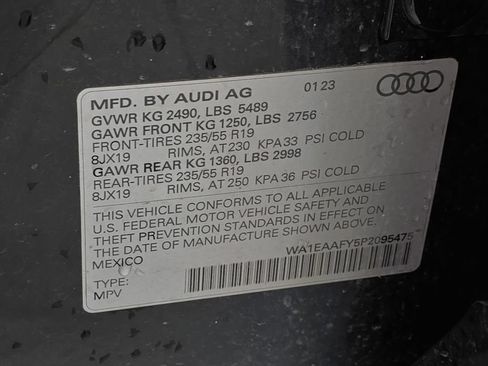 MFD. BY AUDI AG 0123
GVWR KG 2490, LBS 5489
GAWR FRONT KG 1250, LBS 2756
FRONT-TIRES 235/55 R19
8JX19 RIMS, AT 230 KPA 33 PSI COLD
GAWR REAR KG 1360, LBS 2998
REAR-TIRES 235/55 R19
8JX19 RIMS, AT 250 KPA 36 PSI COLD
THIS VEHICLE CONFORMS TO ALL APPLICABLE
U.S. FEDERAL MOTOR VEHICLE SAFETY AND
THEFT PREVENTION STANDARDS IN EFFECT ON
THE DATE OF MANUFACTURE SHOWN ABOVE.
MEXICO WA1EAAFY5P2095475
TYPE:
MPV